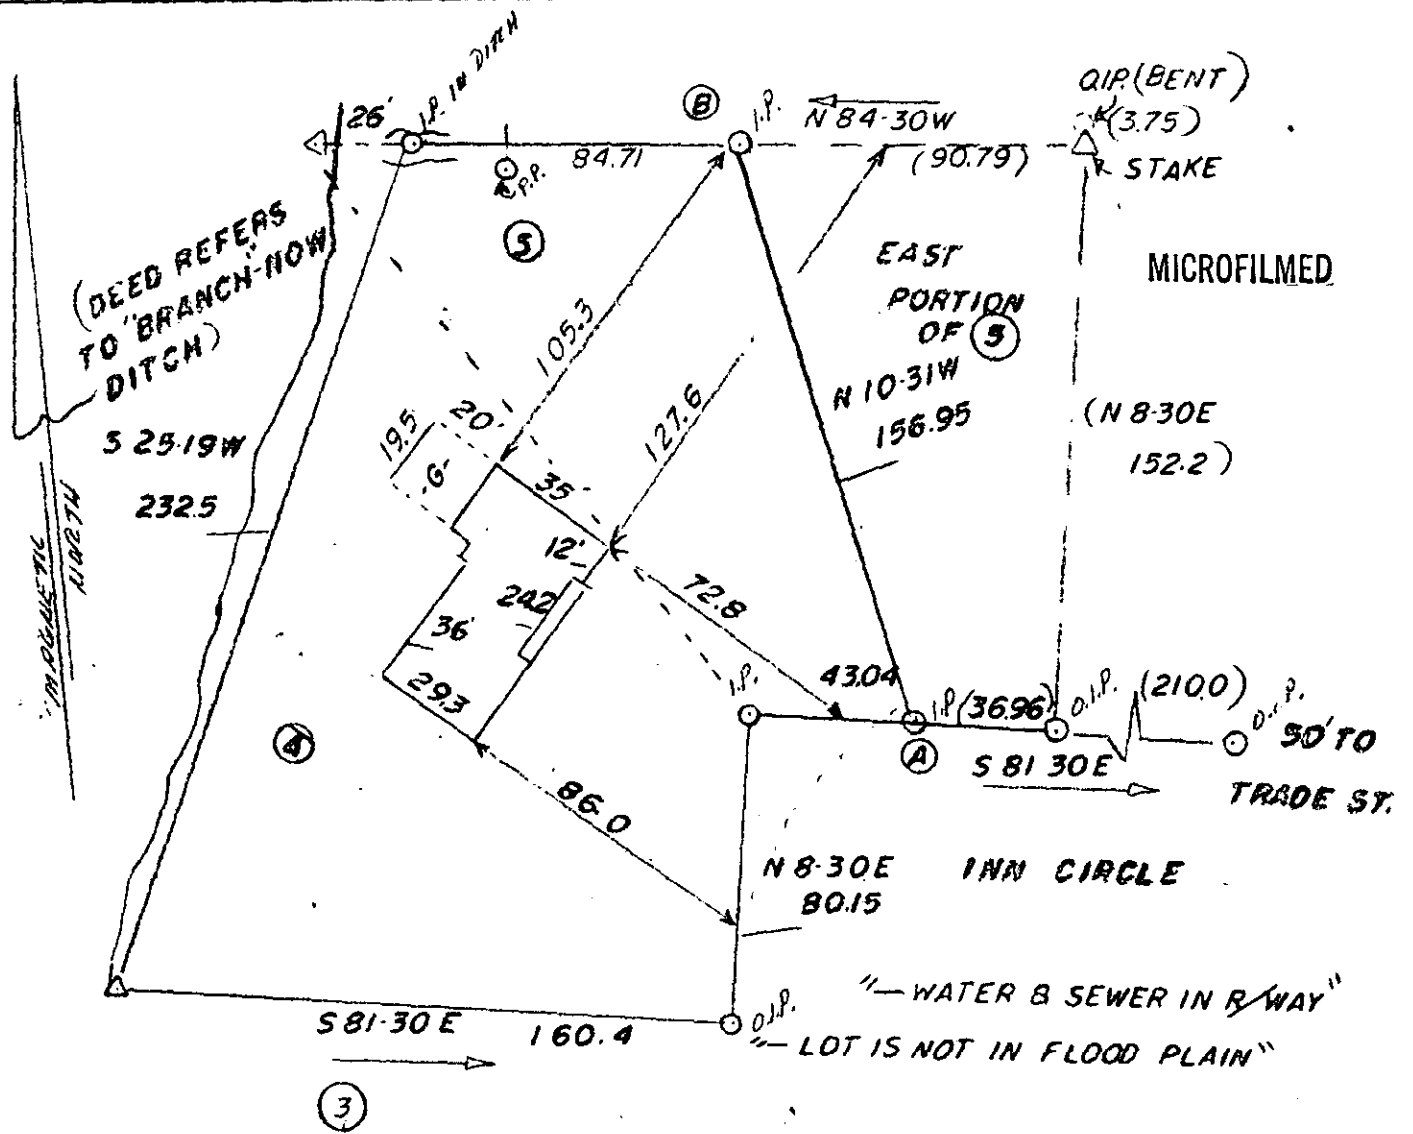 I.P. IN DITCH
26'
B
I.P.
N 84-30W
O.I.P. (BENT)
(3.75)
84.71
(90.79)
STAKE
P.P.
5
(DEED REFERS
TO "BRANCH-NOW
DITCH)
EAST
PORTION
OF 5
MICROFILMED
105.3
N 10-31W
156.95
127.6
(N 8-30E
152.2)
S 25-19W
232.5
20'
19.5
-G-
35'
12'
24.2
36'
29.3
72.8
MAGNETIC
NORTH
I.P.
43.04
I.P.
(36.96)
O.I.P.
(210.0)
O.I.P.
50' TO
TRADE ST.
A
S 81 30E
4
86.0
N 8-30E
80.15
INN CIRCLE
"— WATER & SEWER IN R/WAY"
O.I.P.
S 81-30 E
160.4
"— LOT IS NOT IN FLOOD PLAIN"
3